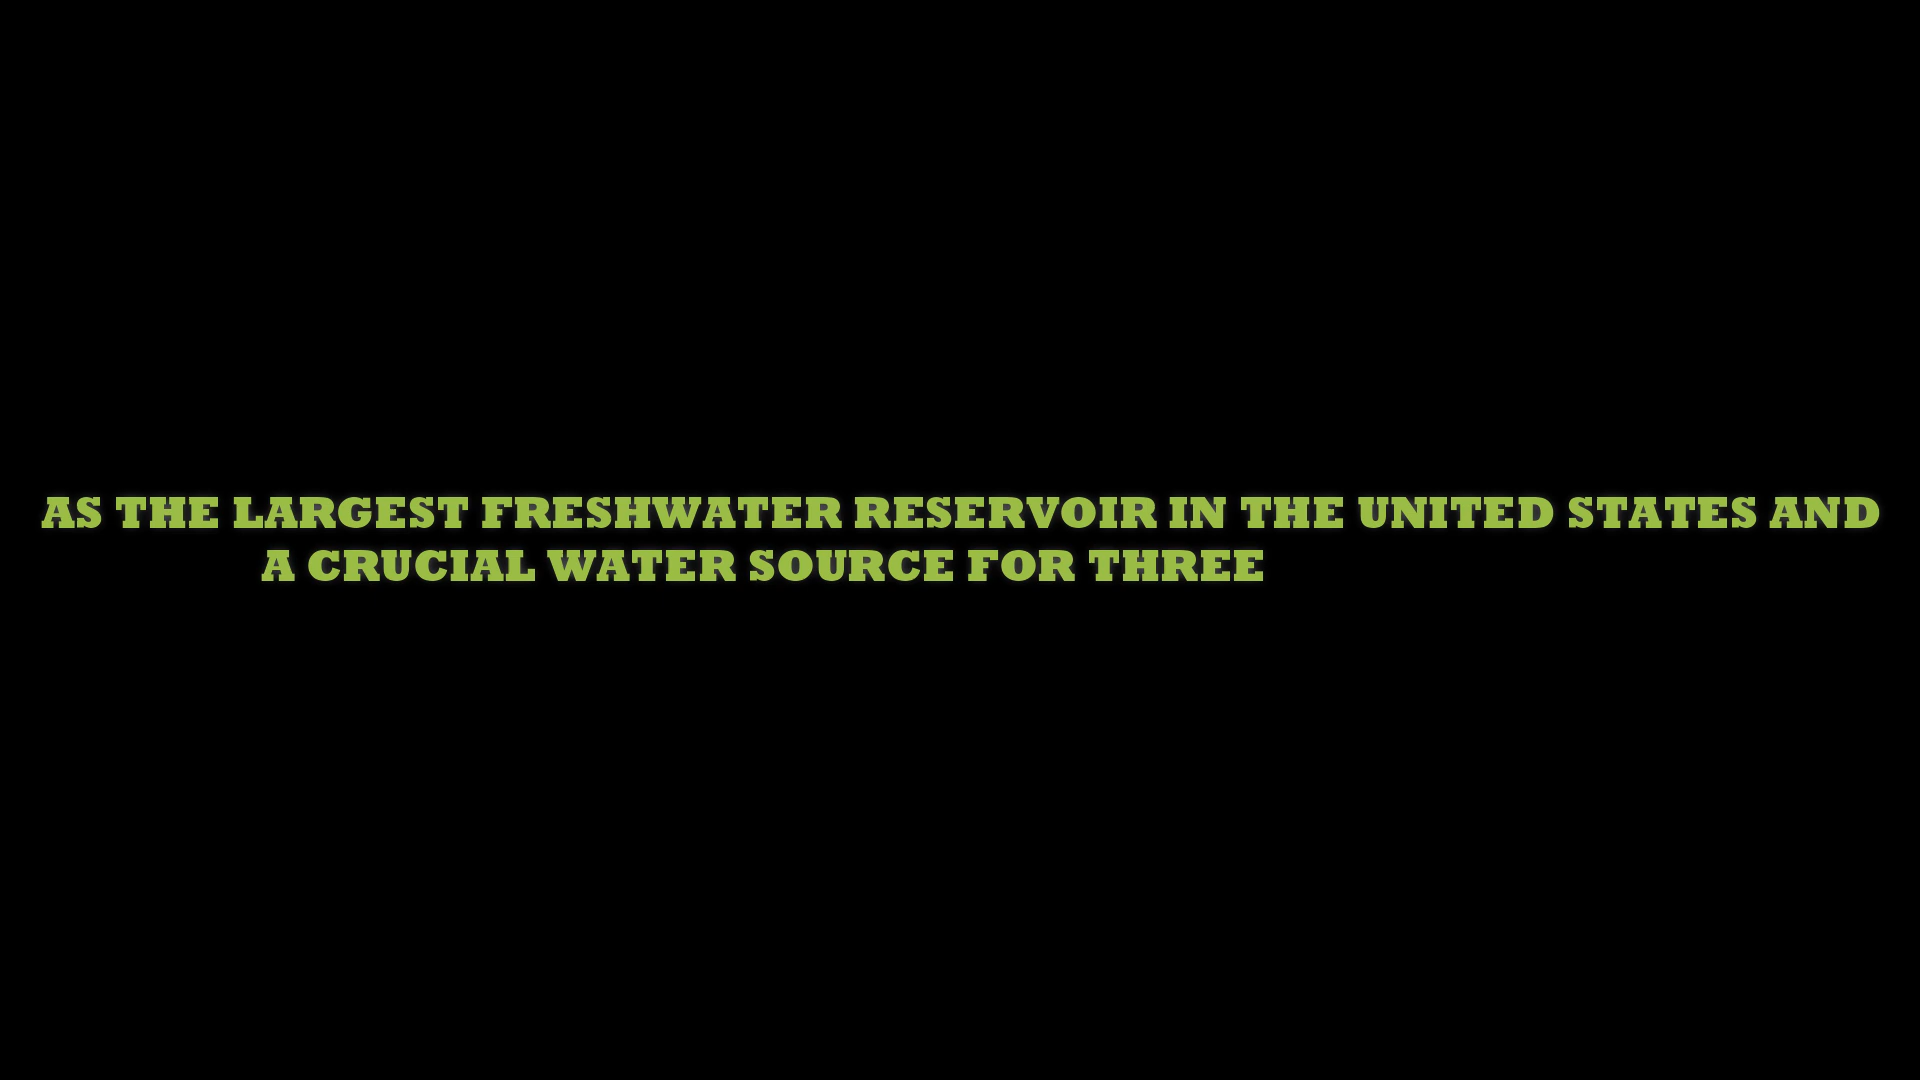 AS THE LARGEST FRESHWATER RESERVOIR IN THE UNITED STATES AND
A CRUCIAL WATER SOURCE FOR THREE